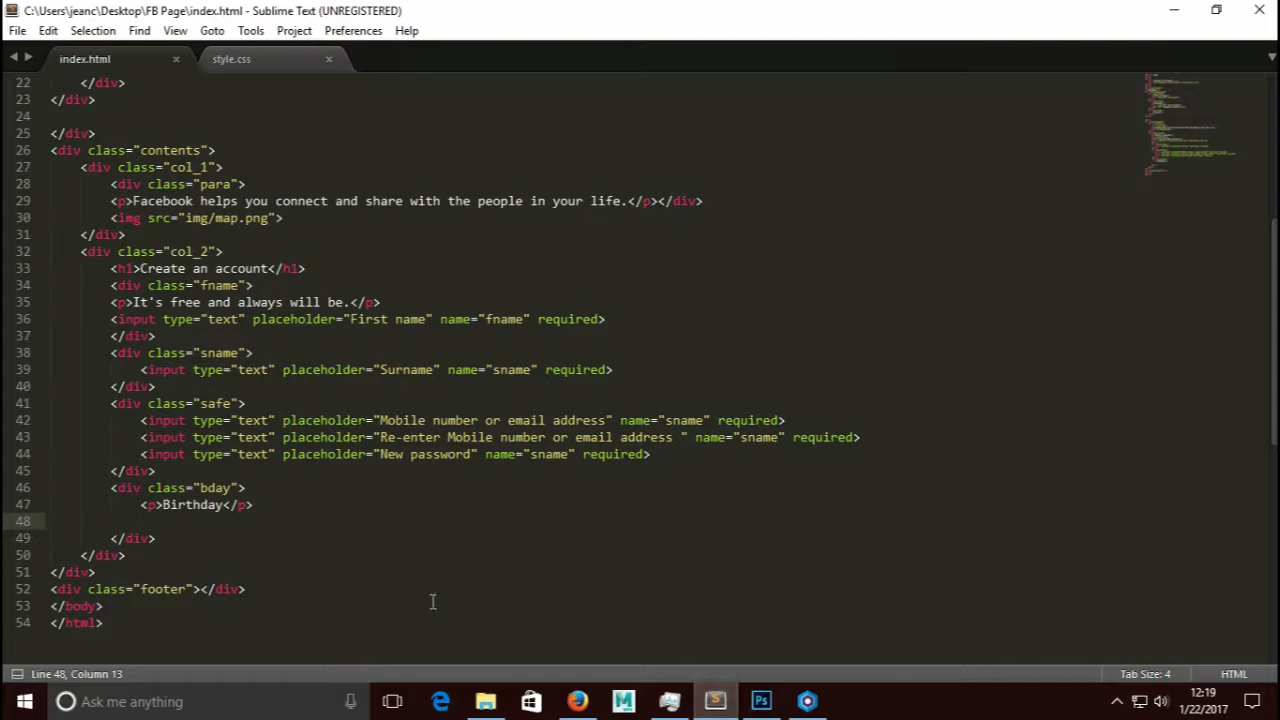 C:\Users\jeanc\Desktop\FB Page\index.html - Sublime Text (UNREGISTERED)
File Edit Selection Find View Goto Tools Project Preferences Help
index.html × style.css ×
22 </div>
23 </div>
24
25 </div>
26 <div class="contents">
27 <div class="col_1">
28 <div class="para">
29 <p>Facebook helps you connect and share with the people in your life.</p></div>
30 <img src="img/map.png">
31 </div>
32 <div class="col_2">
33 <h1>Create an account</h1>
34 <div class="fname">
35 <p>It's free and always will be.</p>
36 <input type="text" placeholder="First name" name="fname" required>
37 </div>
38 <div class="sname">
39 <input type="text" placeholder="Surname" name="sname" required>
40 </div>
41 <div class="safe">
42 <input type="text" placeholder="Mobile number or email address" name="sname" required>
43 <input type="text" placeholder="Re-enter Mobile number or email address " name="sname" required>
44 <input type="text" placeholder="New password" name="sname" required>
45 </div>
46 <div class="bday">
47 <p>Birthday</p>
48
49 </div>
50 </div>
51 </div>
52 <div class="footer"></div>
53 </body>
54 </html>
Line 48, Column 13 Tab Size: 4 HTML
Ask me anything
12:19
1/22/2017